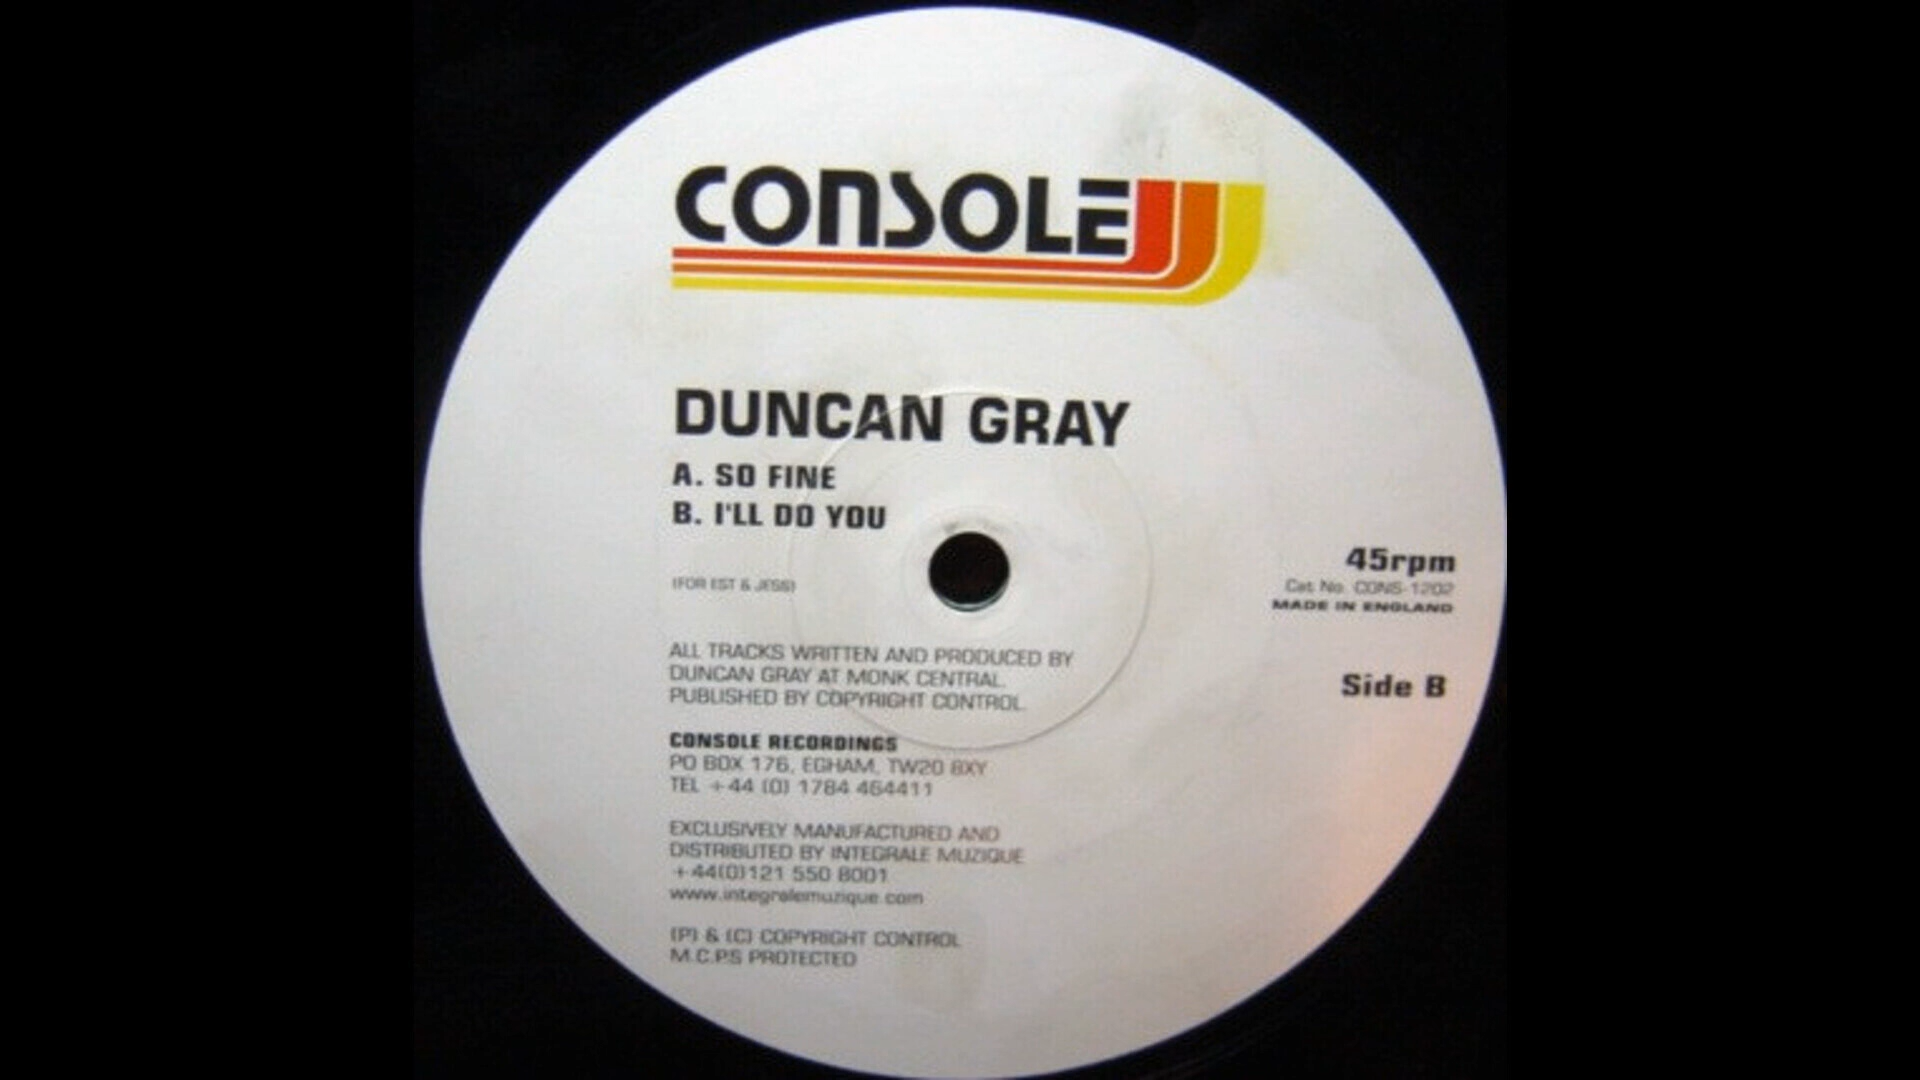 CONSOLE
DUNCAN GRAY
A. SO FINE
B. I'LL DO YOU
45rpm
Cat No. CONS-1202
MADE IN ENGLAND
(FOR EST & JESS)
Side B
ALL TRACKS WRITTEN AND PRODUCED BY
DUNCAN GRAY AT MONK CENTRAL.
PUBLISHED BY COPYRIGHT CONTROL.
CONSOLE RECORDINGS
PO BOX 176, EGHAM, TW20 8XY
TEL +44 (0) 1784 464411
EXCLUSIVELY MANUFACTURED AND
DISTRIBUTED BY INTEGRALE MUZIQUE
+44(0)121 550 8001
www.integralemuzique.com
(P) & (C) COPYRIGHT CONTROL
M.C.P.S PROTECTED